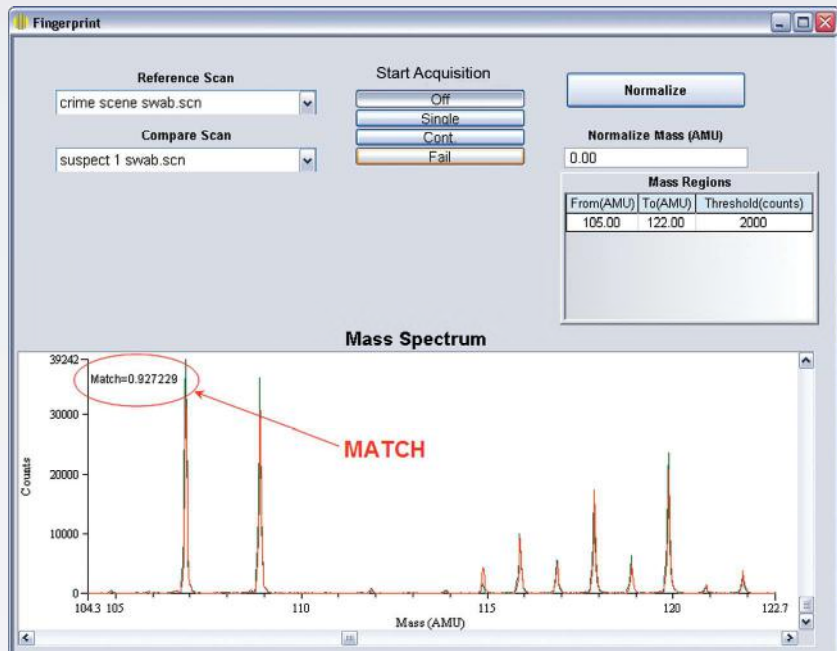 Fingerprint
Reference Scan
crime scene swab.scn
Compare Scan
suspect 1 swab.scn
Start Acquisition
Off
Single
Cont.
Fail
Normalize
Normalize Mass (AMU)
0.00
Mass Regions
From(AMU) To(AMU) Threshold(counts)
105.00 122.00 2000
Mass Spectrum
39242
Match=0.927229
30000
MATCH
20000
Counts
10000
0
104.3 105 110 115 120 122.7
Mass (AMU)